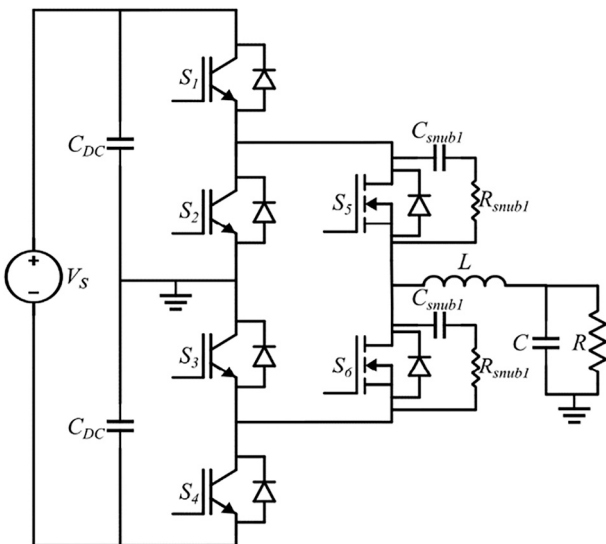 S1
CDC
Csnub1
S2
S5
Rsnub1
+
VS
−
L
Csnub1
S3
S6
C
R
Rsnub1
CDC
S4